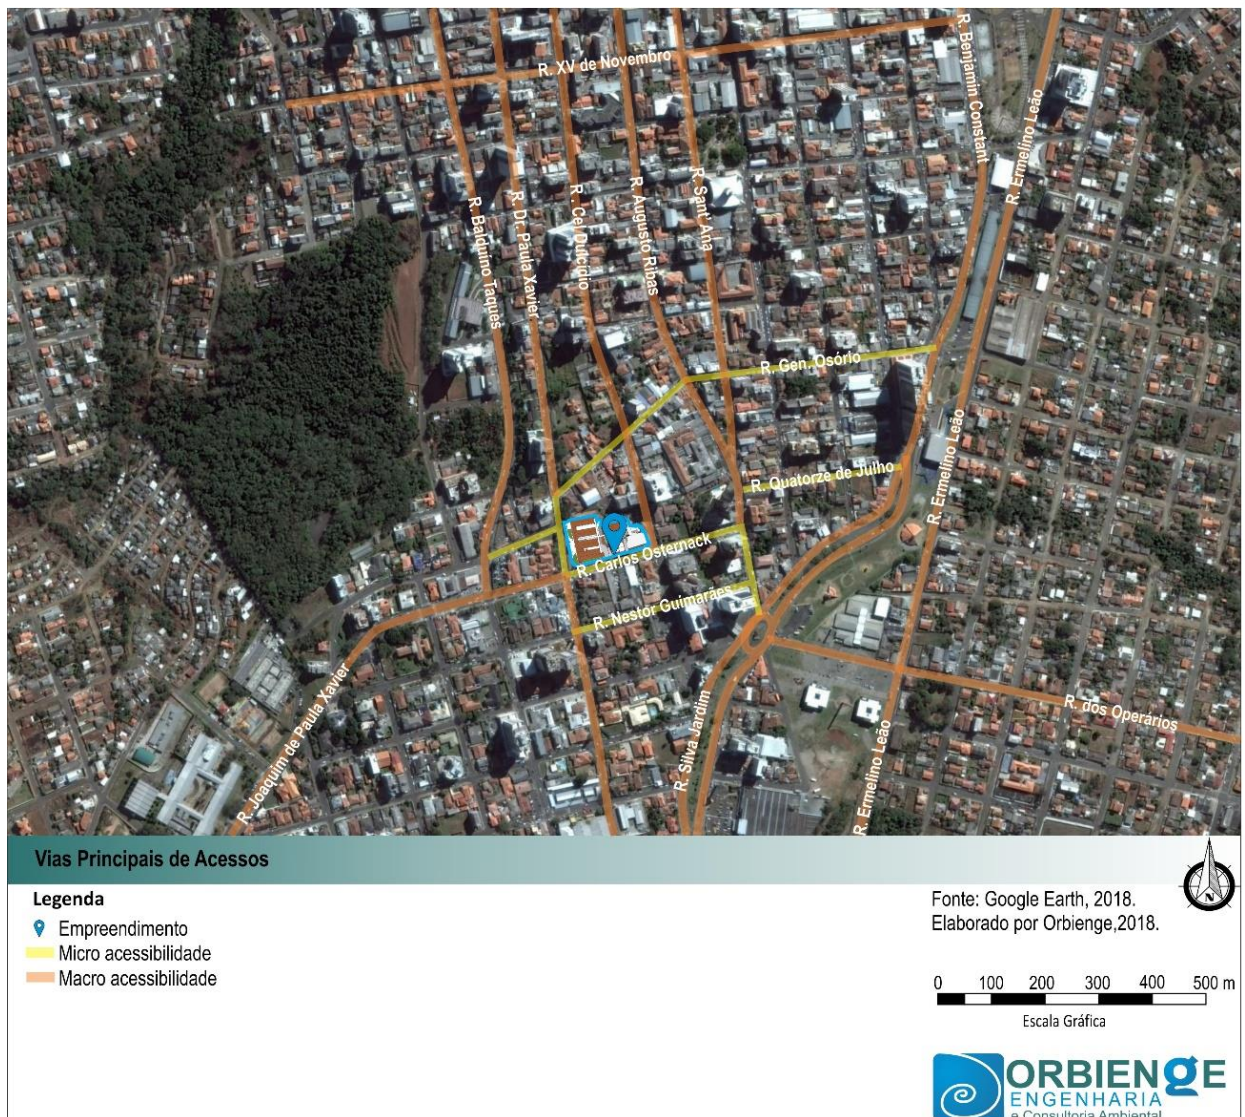 R. XV de Novembro
R. Benjamin Constant
R. Ermelino Leão
R. Balduíno Taques
R. Dr. Paula Xavier
R. Cel Dulcídio
R. Augusto Ribas
R. Sant' Ana
R. Gen. Osório
R. Quatorze de Julho
R. Ermelino Leão
R. Carlos Osternack
R. Nestor Guimarães
R. Joaquim de Paula Xavier
R. Silva Jardim
R. Ermelino Leão
R. dos Operários
Vias Principais de Acessos
N
Legenda
Empreendimento
Micro acessibilidade
Macro acessibilidade
Fonte: Google Earth, 2018.
Elaborado por Orbienge,2018.
0 100 200 300 400 500 m
Escala Gráfica
ORBIENGE
ENGENHARIA
e Consultoria Ambiental